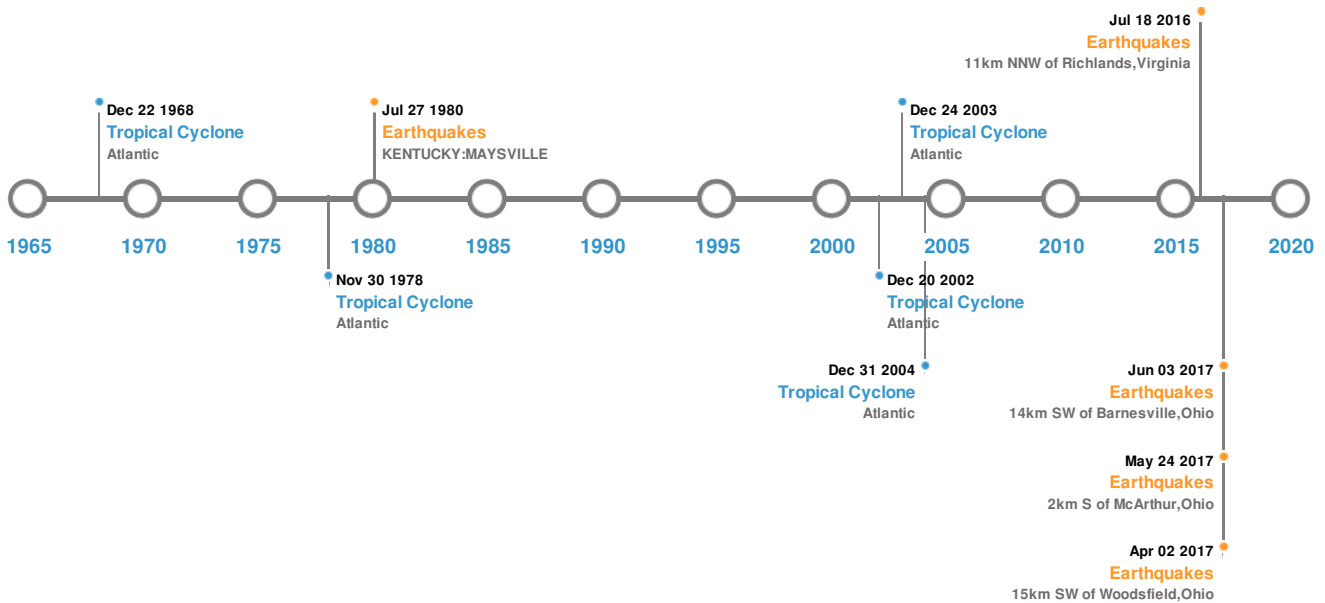 Jul 18 2016
Earthquakes
11km NNW of Richlands,Virginia
Dec 22 1968
Tropical Cyclone
Atlantic
Jul 27 1980
Earthquakes
KENTUCKY:MAYSVILLE
Dec 24 2003
Tropical Cyclone
Atlantic
1965
1970
1975
1980
1985
1990
1995
2000
2005
2010
2015
2020
Nov 30 1978
Tropical Cyclone
Atlantic
Dec 20 2002
Tropical Cyclone
Atlantic
Dec 31 2004
Tropical Cyclone
Atlantic
Jun 03 2017
Earthquakes
14km SW of Barnesville,Ohio
May 24 2017
Earthquakes
2km S of McArthur,Ohio
Apr 02 2017
Earthquakes
15km SW of Woodsfield,Ohio